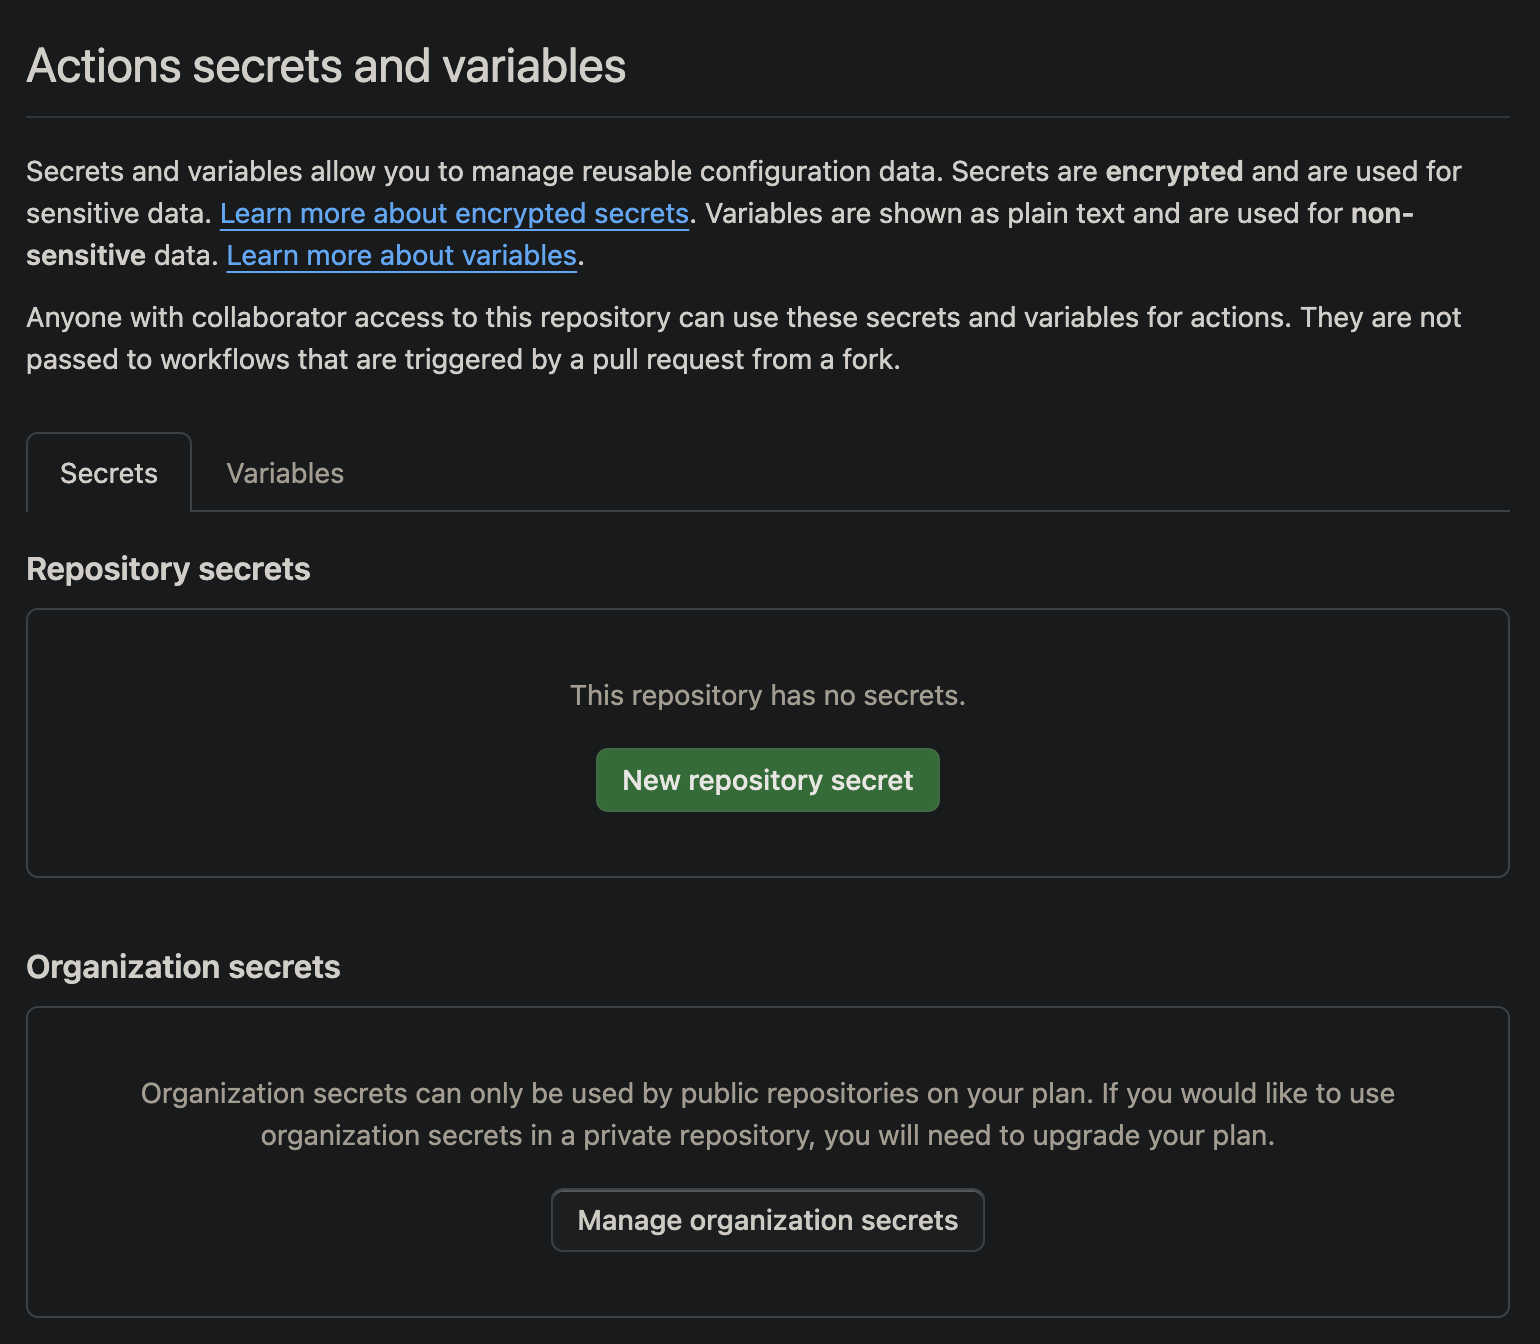 Actions secrets and variables
Secrets and variables allow you to manage reusable configuration data. Secrets are encrypted and are used for
sensitive data. Learn more about encrypted secrets. Variables are shown as plain text and are used for non-
sensitive data. Learn more about variables.
Anyone with collaborator access to this repository can use these secrets and variables for actions. They are not
passed to workflows that are triggered by a pull request from a fork.
Secrets
Variables
Repository secrets
This repository has no secrets.
New repository secret
Organization secrets
Organization secrets can only be used by public repositories on your plan. If you would like to use
organization secrets in a private repository, you will need to upgrade your plan.
Manage organization secrets